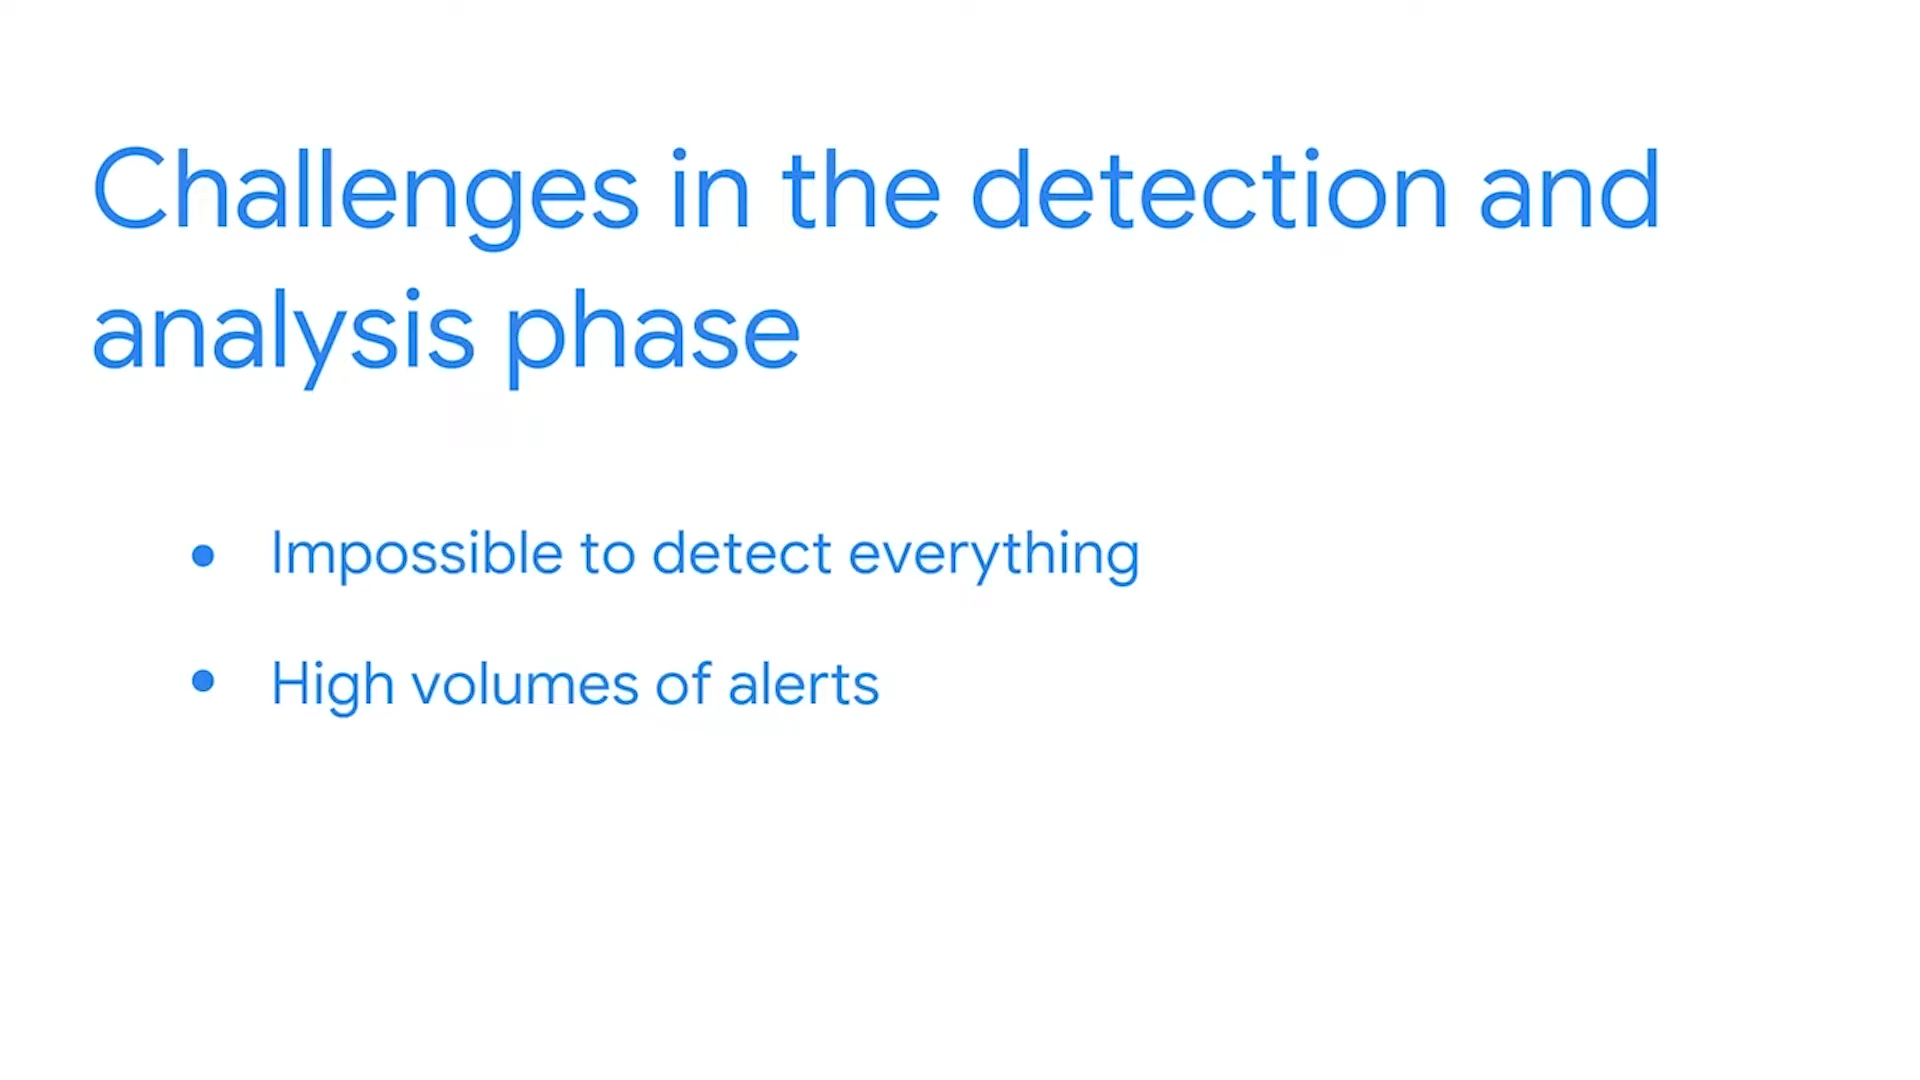 Challenges in the detection and
analysis phase
• Impossible to detect everything
• High volumes of alerts